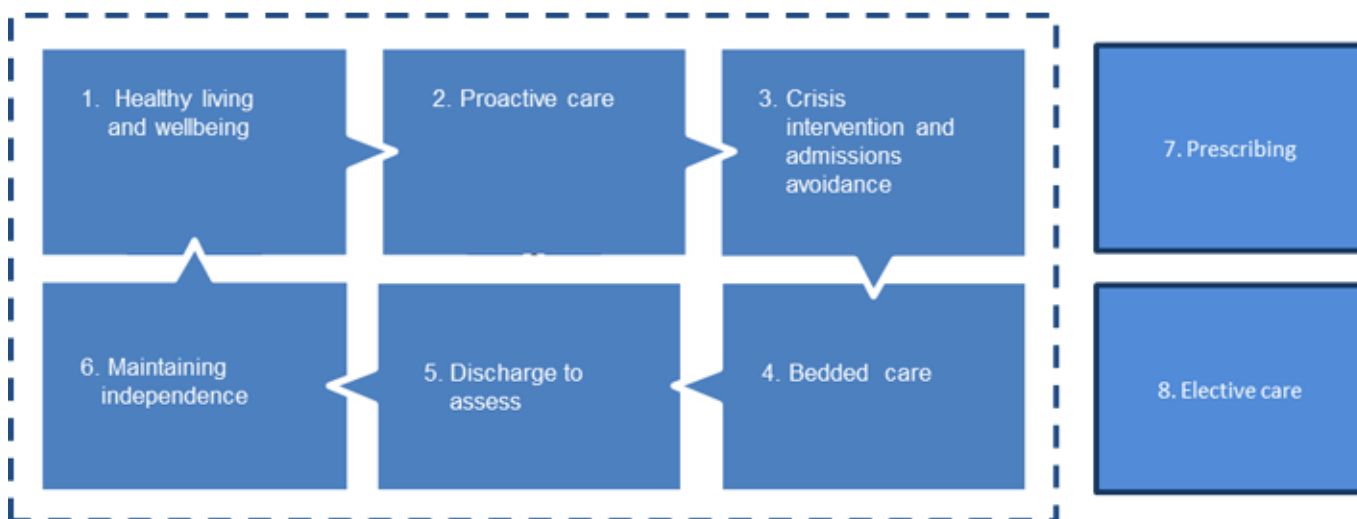 1. Healthy living
and wellbeing
2. Proactive care
3. Crisis
intervention and
admissions
avoidance
7. Prescribing
6. Maintaining
independence
5. Discharge to
assess
4. Bedded care
8. Elective care